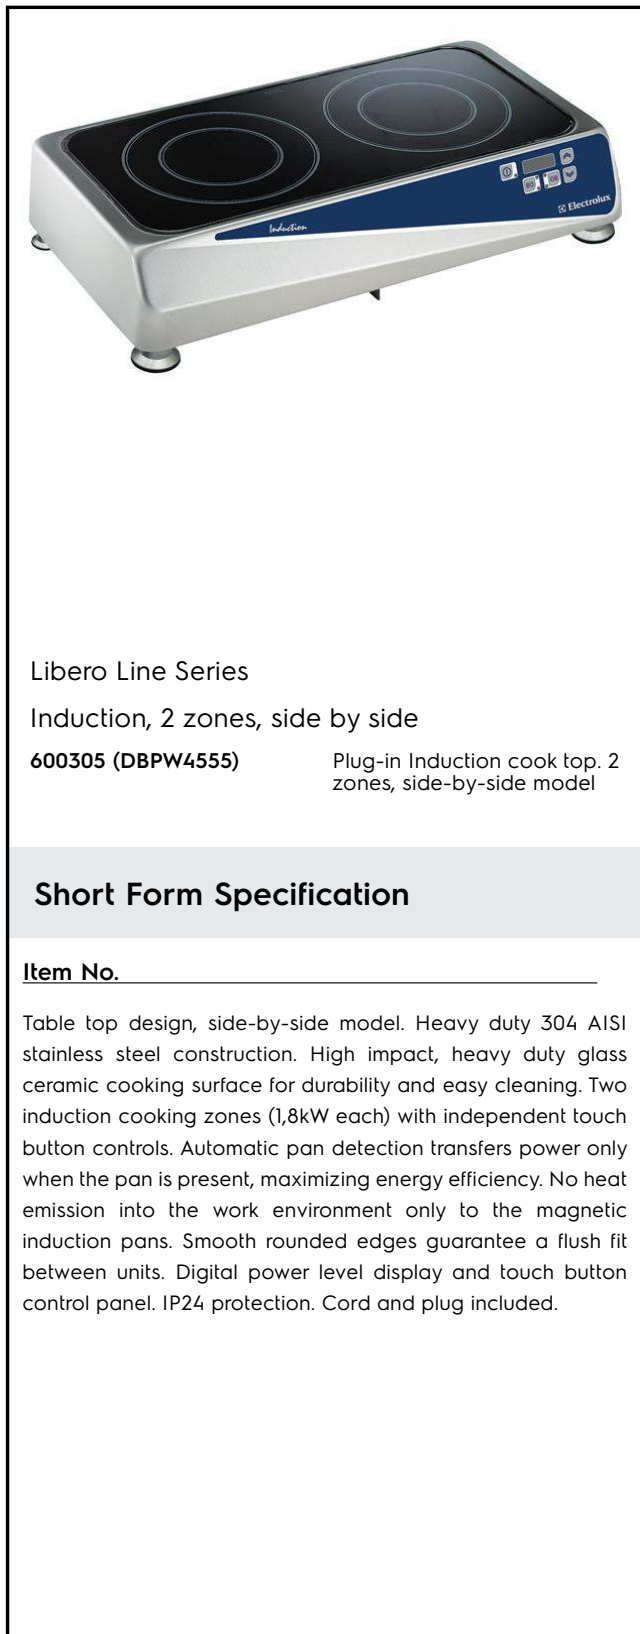 Induction
Electrolux
Libero Line Series
Induction, 2 zones, side by side
600305 (DBPW4555)
Plug-in Induction cook top. 2
zones, side-by-side model
Short Form Specification
Item No.
Table top design, side-by-side model. Heavy duty 304 AISI
stainless steel construction. High impact, heavy duty glass
ceramic cooking surface for durability and easy cleaning. Two
induction cooking zones (1,8kW each) with independent touch
button controls. Automatic pan detection transfers power only
when the pan is present, maximizing energy efficiency. No heat
emission into the work environment only to the magnetic
induction pans. Smooth rounded edges guarantee a flush fit
between units. Digital power level display and touch button
control panel. IP24 protection. Cord and plug included.